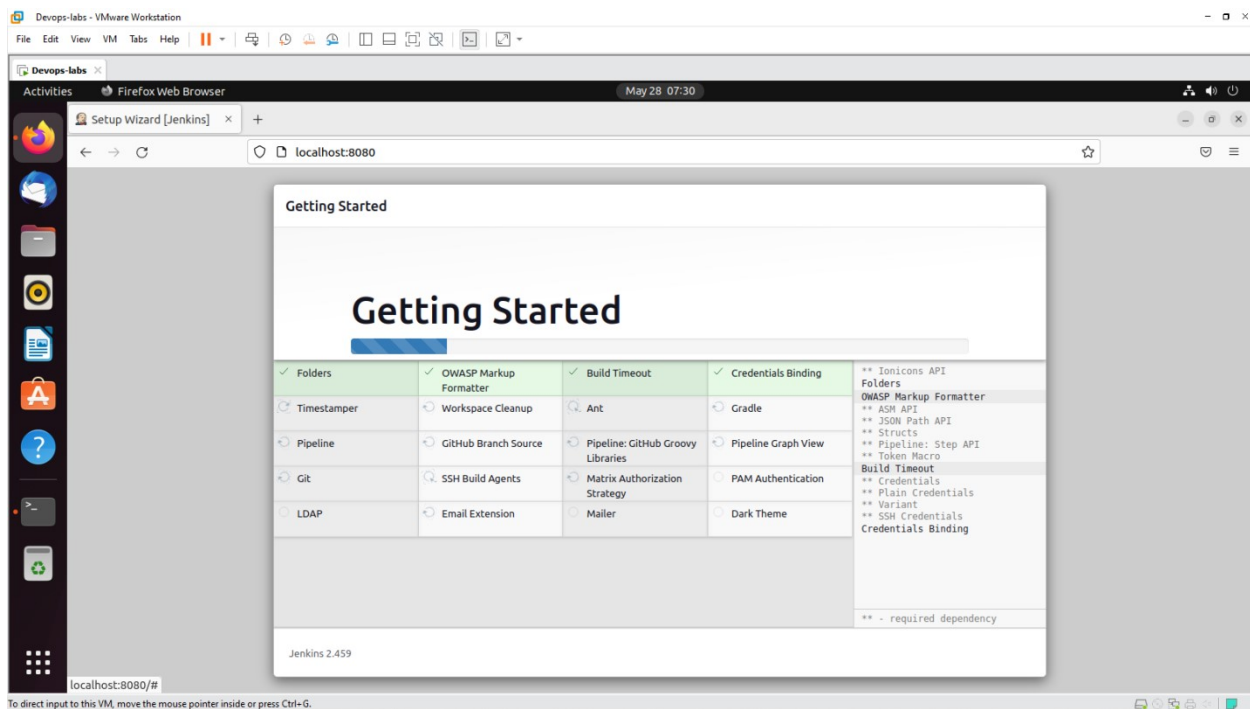 Devops-labs - VMware Workstation
File Edit View VM Tabs Help
Devops-labs
Activities Firefox Web Browser May 28 07:30
Setup Wizard [Jenkins]
localhost:8080
Getting Started
Getting Started
Folders
OWASP Markup
Formatter
Build Timeout
Credentials Binding
Timestamper
Workspace Cleanup
Ant
Gradle
Pipeline
GitHub Branch Source
Pipeline: GitHub Groovy
Libraries
Pipeline Graph View
Git
SSH Build Agents
Matrix Authorization
Strategy
PAM Authentication
LDAP
Email Extension
Mailer
Dark Theme
** Ionicons API
Folders
OWASP Markup Formatter
** ASM API
** JSON Path API
** Structs
** Pipeline: Step API
** Token Macro
Build Timeout
** Credentials
** Plain Credentials
** Variant
** SSH Credentials
Credentials Binding
** - required dependency
Jenkins 2.459
localhost:8080/#
To direct input to this VM, move the mouse pointer inside or press Ctrl+G.